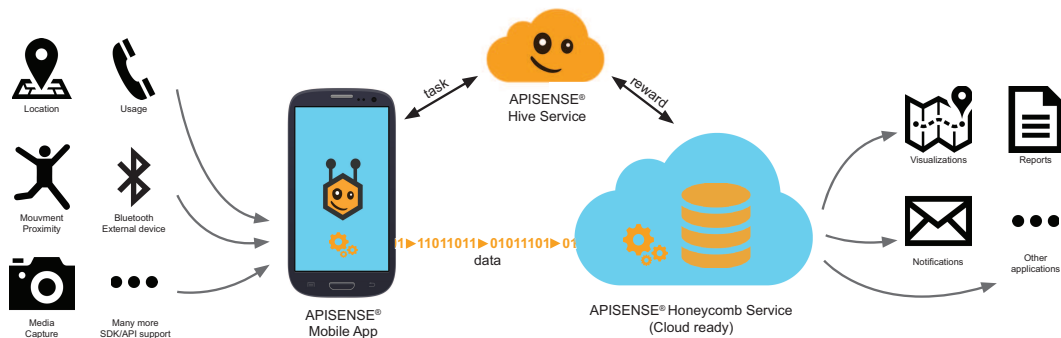 Location
Usage
Mouvment
Proximity
Bluetooth
External device
Media
Capture
Many more
SDK/API support
APISENSE®
Mobile App
task
APISENSE®
Hive Service
reward
11011011
01011101
01
data
APISENSE® Honeycomb Service
(Cloud ready)
Visualizations
Reports
Notifications
Other
applications